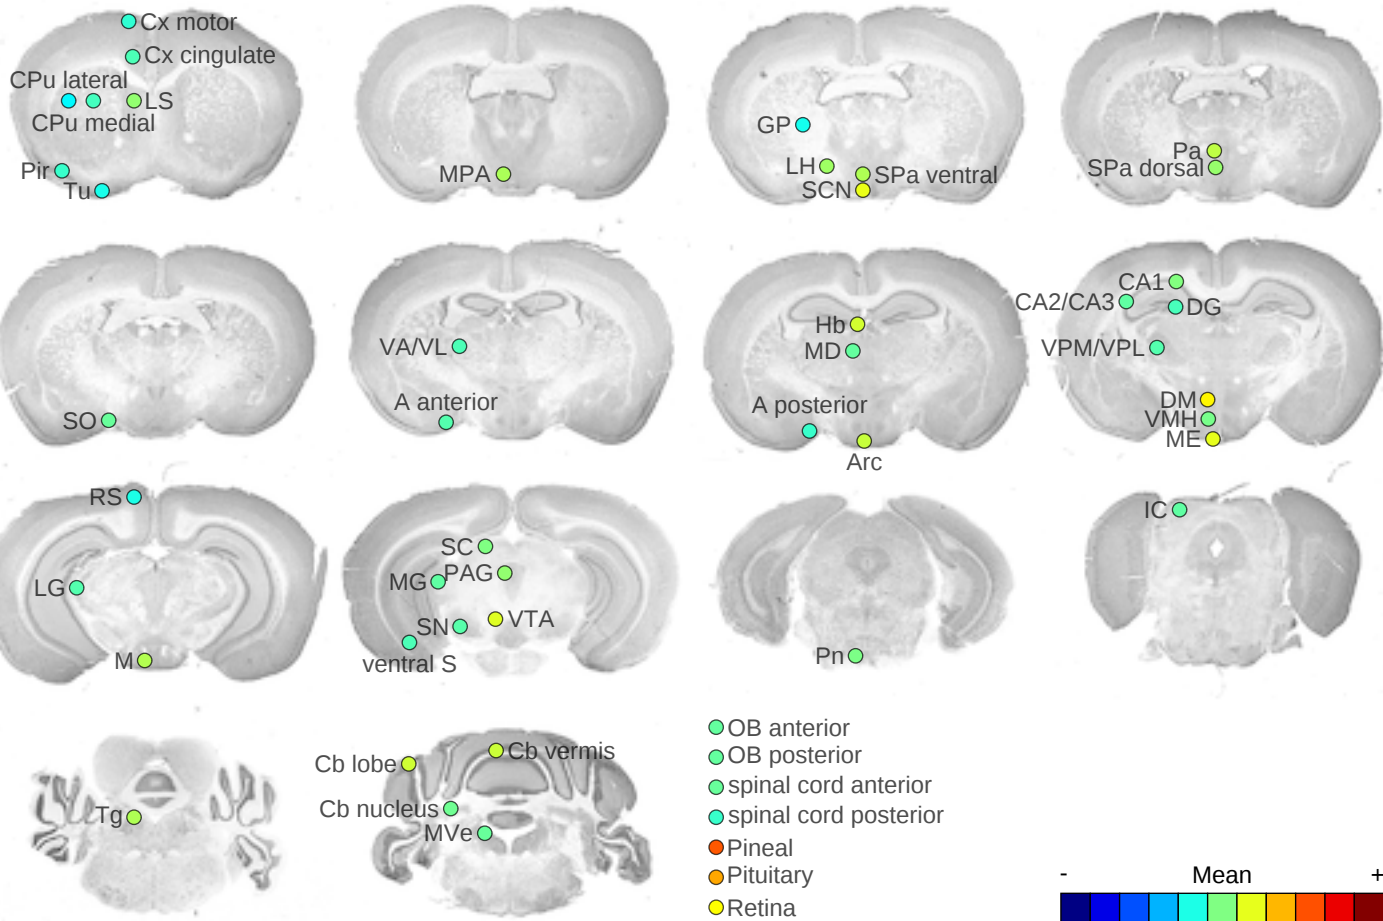 Cx motor
Cx cingulate
CPu lateral
LS
CPu medial
Pir
Tu
MPA
GP
LH
SPa ventral
SCN
Pa
SPa dorsal
SO
VA/VL
A anterior
Hb
MD
A posterior
Arc
CA1
CA2/CA3
DG
VPM/VPL
DM
VMH
ME
RS
LG
M
SC
PAG
MG
VTA
SN
ventral S
Pn
IC
Tg
Cb lobe
Cb vermis
Cb nucleus
MVe
OB anterior
OB posterior
spinal cord anterior
spinal cord posterior
Pineal
Pituitary
Retina
- Mean +